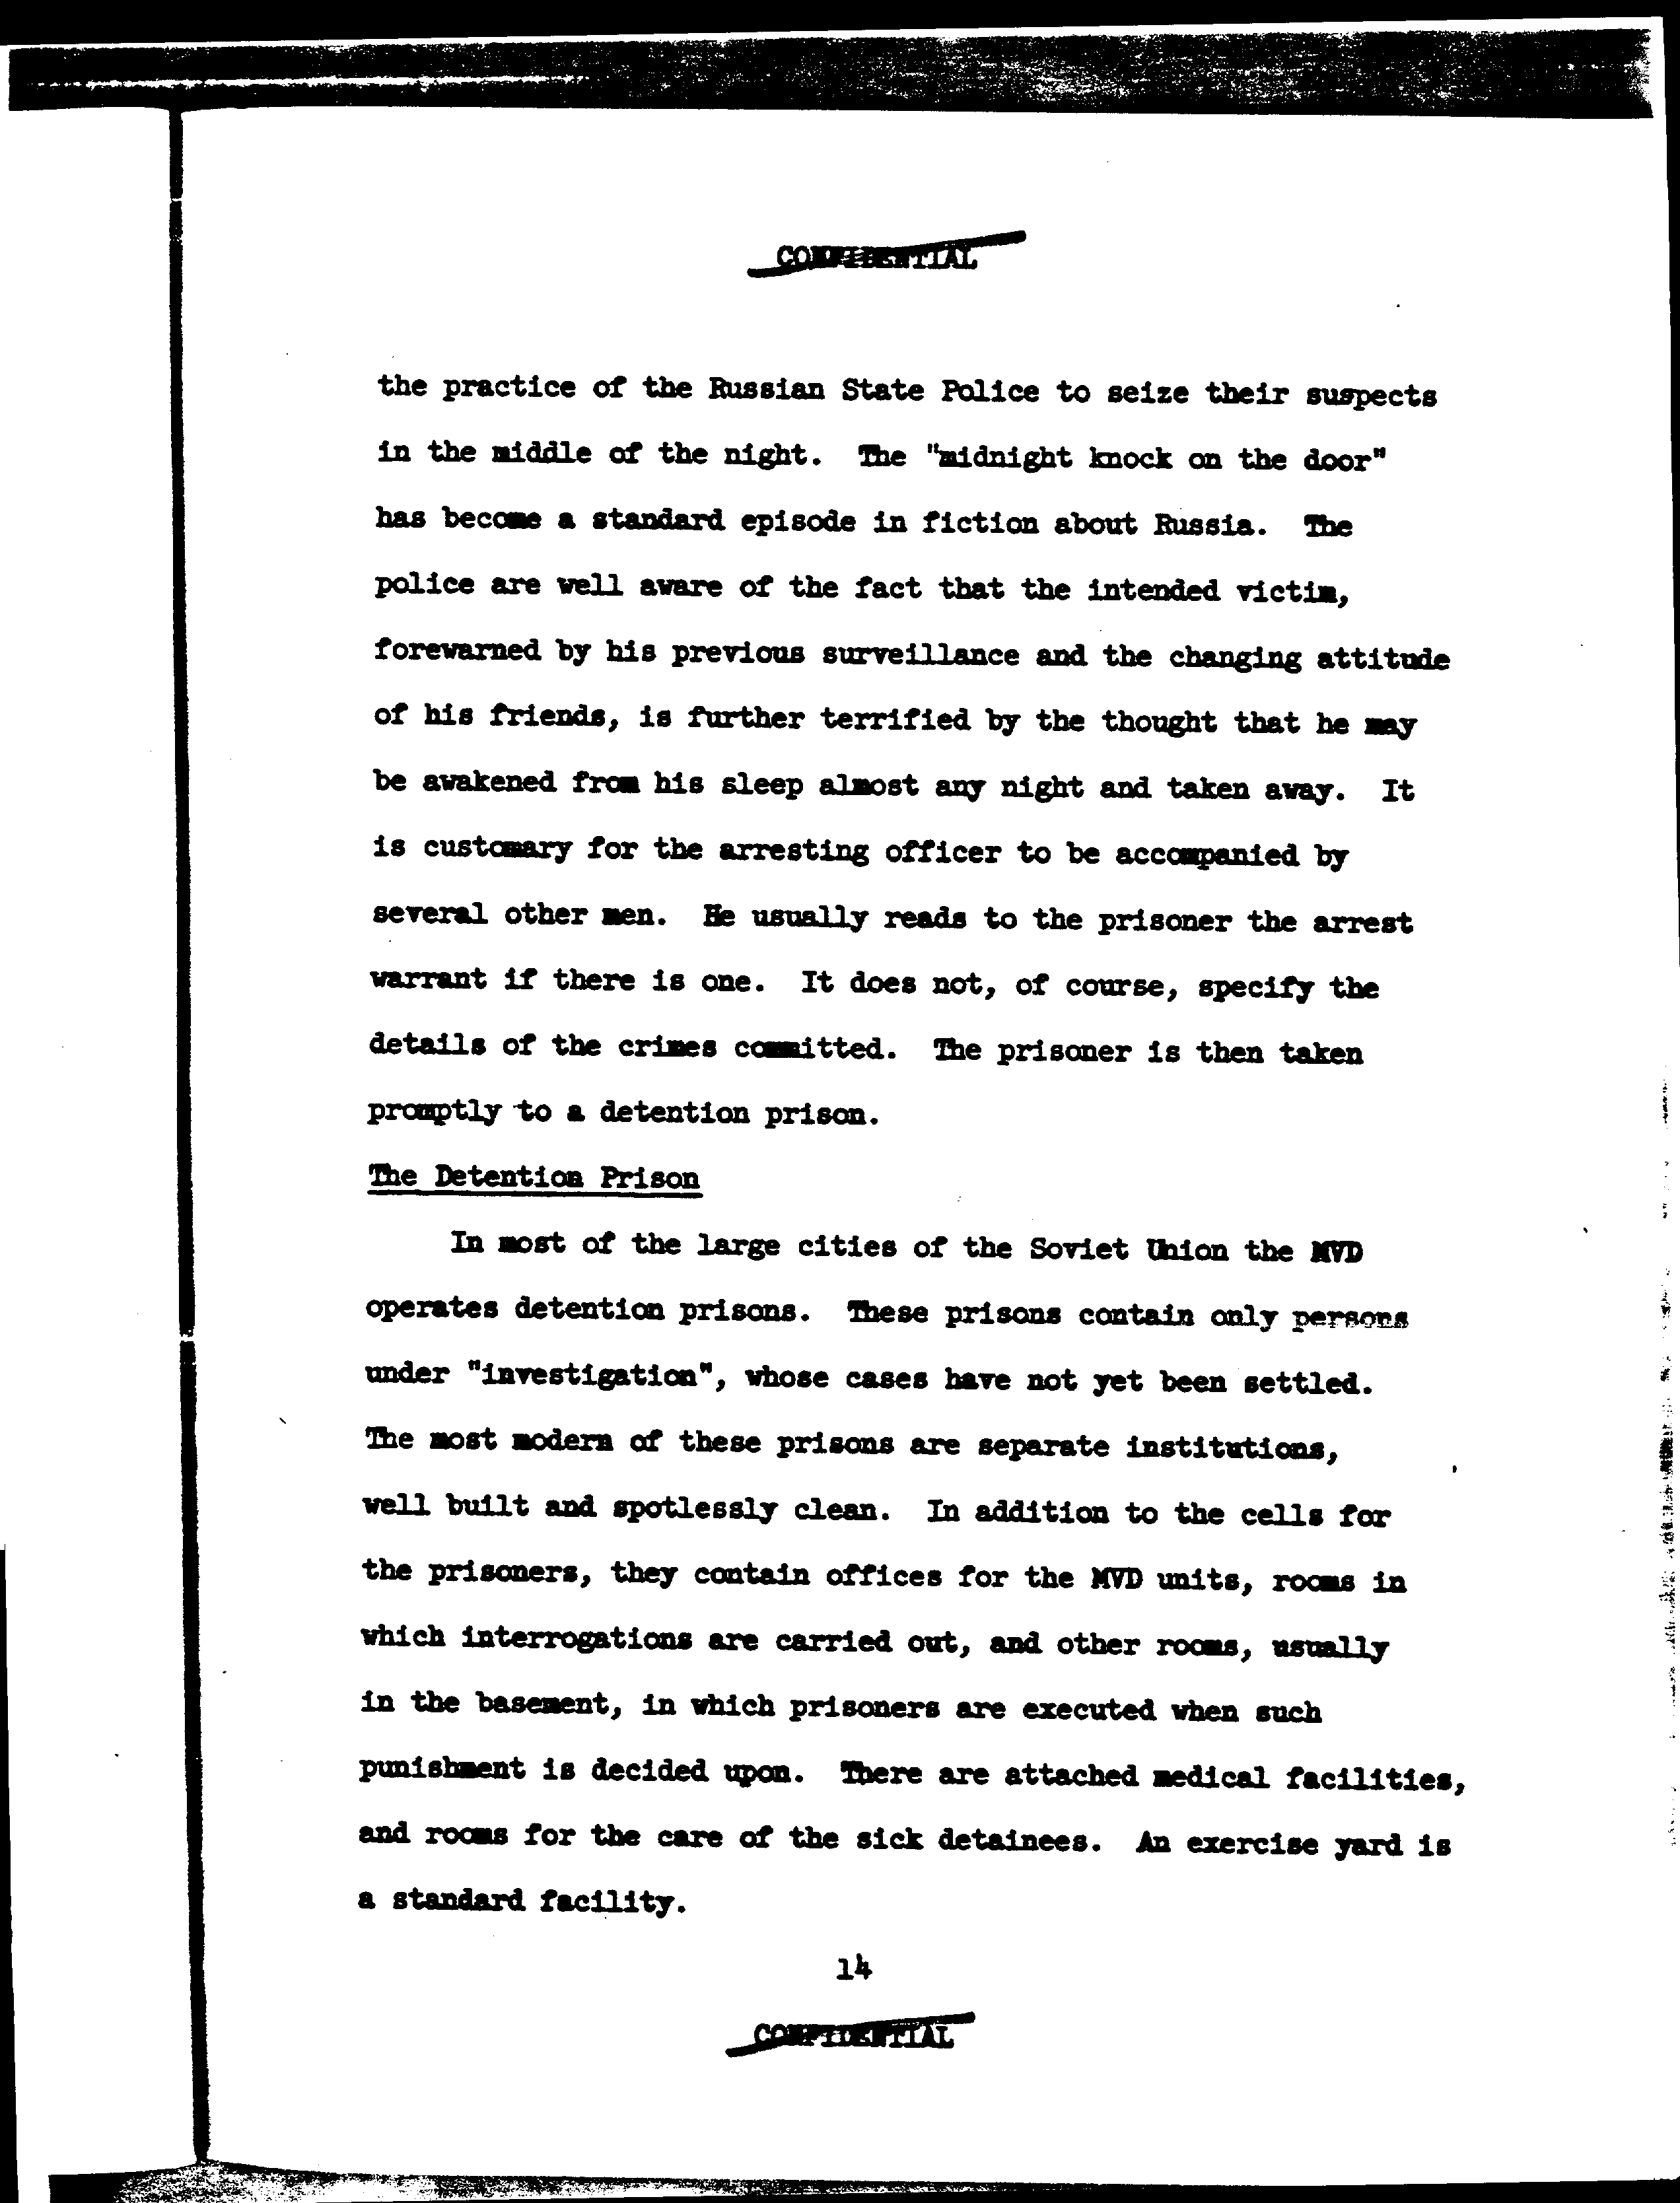 CONFIDENTIAL
the practice of the Russian State Police to seize their suspects
in the middle of the night. The "midnight knock on the door"
has become a standard episode in fiction about Russia. The
police are well aware of the fact that the intended victim,
forewarned by his previous surveillance and the changing attitude
of his friends, is further terrified by the thought that he may
be awakened from his sleep almost any night and taken away. It
is customary for the arresting officer to be accompanied by
several other men. He usually reads to the prisoner the arrest
warrant if there is one. It does not, of course, specify the
details of the crimes committed. The prisoner is then taken
promptly to a detention prison.
The Detention Prison
In most of the large cities of the Soviet Union the MVD
operates detention prisons. These prisons contain only persons
under "investigation", whose cases have not yet been settled.
The most modern of these prisons are separate institutions,
well built and spotlessly clean. In addition to the cells for
the prisoners, they contain offices for the MVD units, rooms in
which interrogations are carried out, and other rooms, usually
in the basement, in which prisoners are executed when such
punishment is decided upon. There are attached medical facilities,
and rooms for the care of the sick detainees. An exercise yard is
a standard facility.
14
CONFIDENTIAL